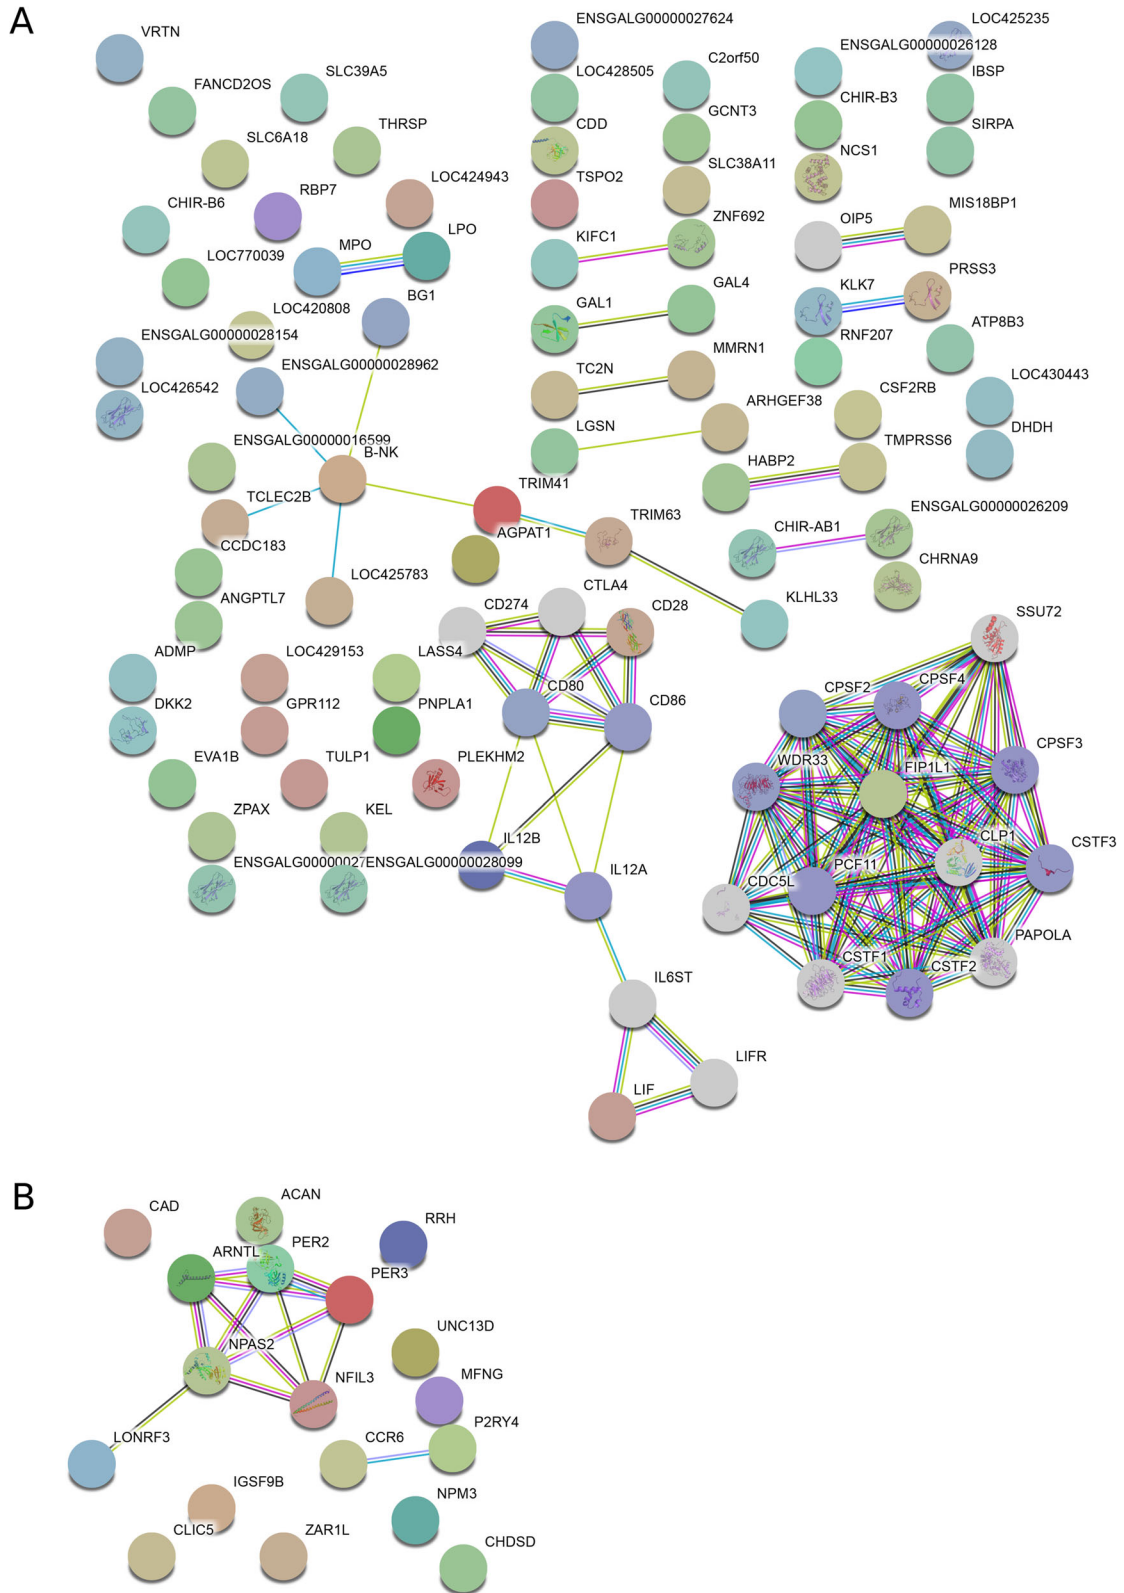 A
VRTN
FANCD2OS
SLC39A5
SLC6A18
THRSP
RBP7
LOC424943
CHIR-B6
MPO
LPO
LOC770039
BG1
LOC420808
ENSGALG00000028154
ENSGALG00000028962
LOC426542
ENSGALG00000016599
B-NK
TCLEC2B
CCDC183
LOC425783
ANGPTL7
ADMP
LOC429153
LASS4
DKK2
GPR112
PNPLA1
EVA1B
TULP1
PLEKHM2
ZPAX
KEL
ENSGALG00000027
ENSGALG00000028099
ENSGALG00000027624
LOC428505
CDD
TSPO2
KIFC1
GAL1
TC2N
LGSN
C2orf50
GCNT3
SLC38A11
ZNF692
GAL4
MMRN1
ARHGEF38
HABP2
ENSGALG00000026128
CHIR-B3
NCS1
OIP5
KLK7
RNF207
CSF2RB
TMPRSS6
LOC425235
IBSP
SIRPA
MIS18BP1
PRSS3
ATP8B3
LOC430443
DHDH
CHIR-AB1
ENSGALG00000026209
CHRNA9
TRIM41
AGPAT1
TRIM63
KLHL33
CTLA4
CD274
CD28
CD80
CD86
IL12B
IL12A
IL6ST
LIFR
LIF
SSU72
CPSF2
CPSF4
CPSF3
WDR33
FIP1L1
CLP1
CSTF3
PCF11
CDC5L
PAPOLA
CSTF1
CSTF2
B
CAD
ACAN
RRH
ARNTL
PER2
PER3
UNC13D
NPAS2
NFIL3
MFNG
P2RY4
LONRF3
CCR6
IGSF9B
NPM3
CLIC5
ZAR1L
CHDSD